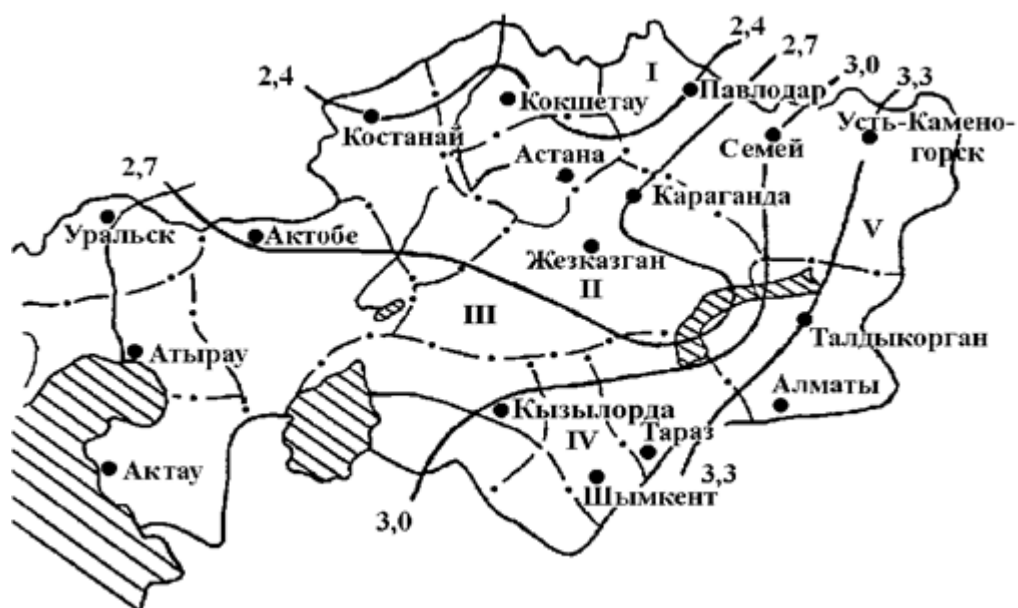 2,4
2,7
3,0
3,3
I
2,4
Павлодар
Кокшетау
Костанай
Семей
Усть-Камено-
горск
Астана
2,7
Караганда
Уральск
Актобе
V
Жезказган
II
III
Талдыкорган
Атырау
Алматы
Кызылорда
IV
Тараз
Актау
Шымкент
3,3
3,0